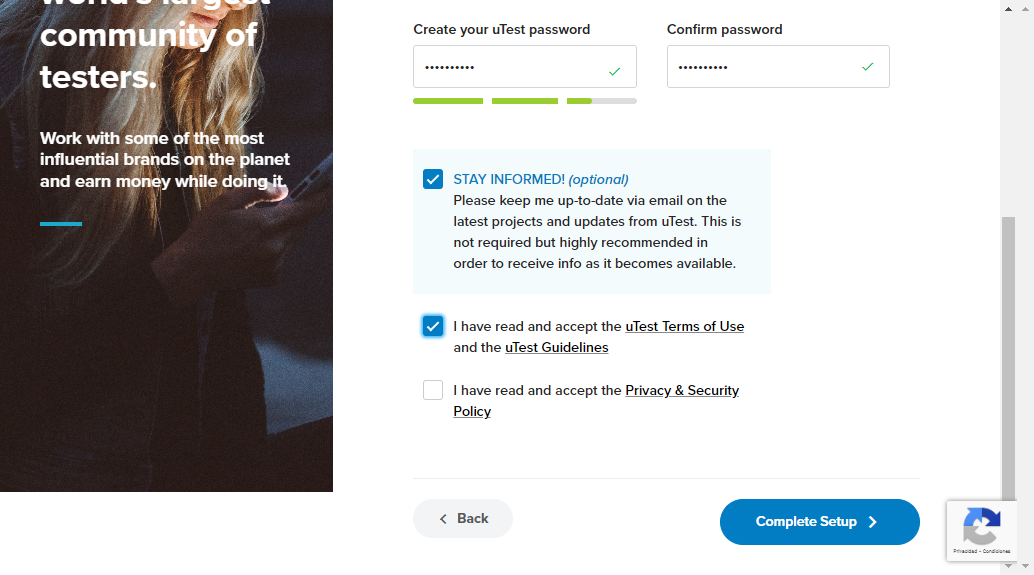 world's largest
community of
testers.
Work with some of the most
influential brands on the planet
and earn money while doing it.
Create your uTest password
Confirm password
••••••••••
••••••••••
STAY INFORMED! (optional)
Please keep me up-to-date via email on the
latest projects and updates from uTest. This is
not required but highly recommended in
order to receive info as it becomes available.
I have read and accept the uTest Terms of Use
and the uTest Guidelines
I have read and accept the Privacy & Security
Policy
Back
Complete Setup
Privacidad - Condiciones